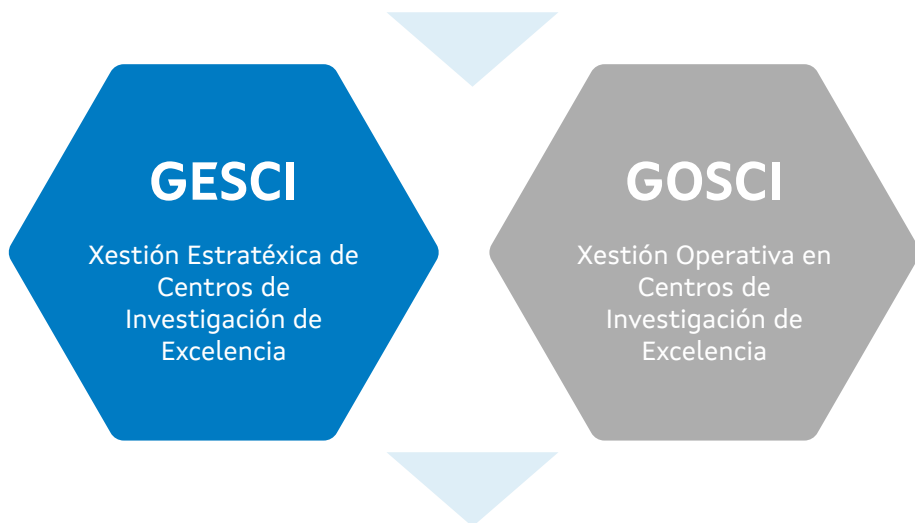 GESCI
Xestión Estratéxica de
Centros de
Investigación de
Excelencia
GOSCI
Xestión Operativa en
Centros de
Investigación de
Excelencia